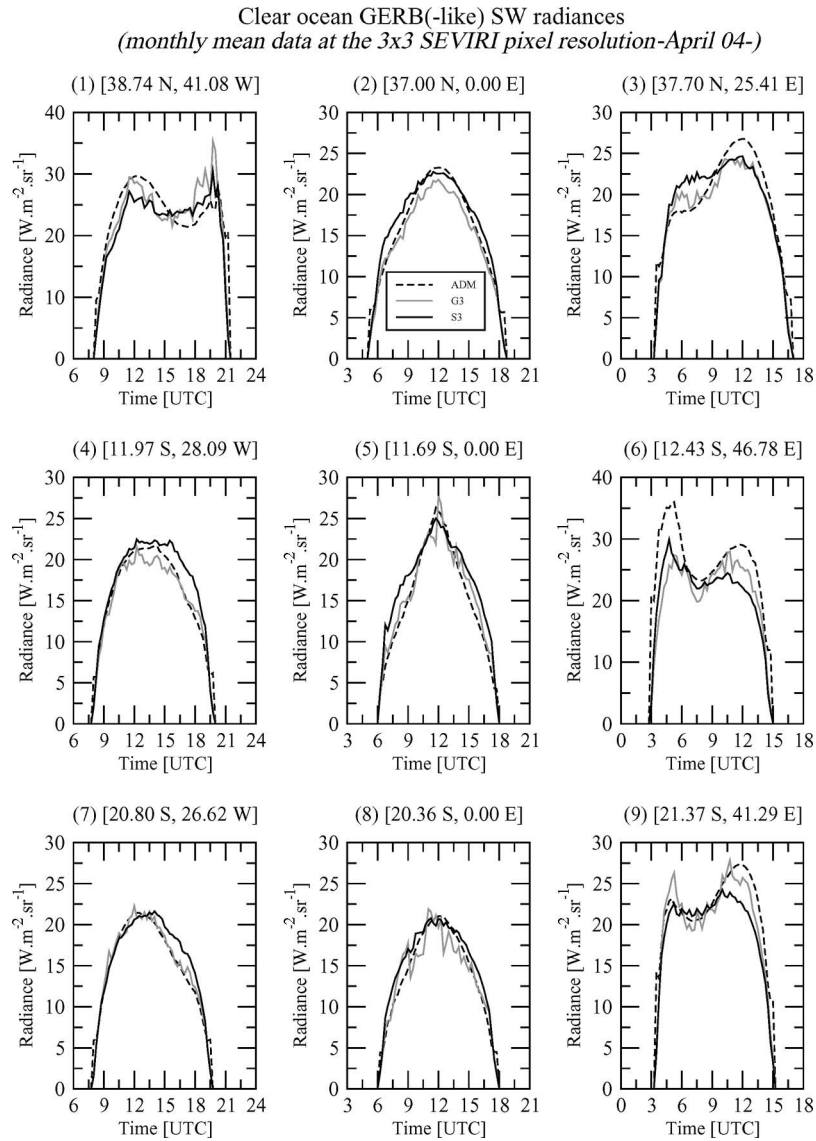 Clear ocean GERB(-like) SW radiances
(monthly mean data at the 3x3 SEVIRI pixel resolution-April 04-)
(1) [38.74 N, 41.08 W]
40
30
20
10
0
Radiance [W.m-2.sr-1]
6 9 12 15 18 21 24
Time [UTC]
(2) [37.00 N, 0.00 E]
30
25
20
15
10
5
0
Radiance [W.m-2.sr-1]
ADM
G3
S3
3 6 9 12 15 18 21
Time [UTC]
(3) [37.70 N, 25.41 E]
30
25
20
15
10
5
0
Radiance [W.m-2.sr-1]
0 3 6 9 12 15 18
Time [UTC]
(4) [11.97 S, 28.09 W]
30
25
20
15
10
5
0
Radiance [W.m-2.sr-1]
6 9 12 15 18 21 24
Time [UTC]
(5) [11.69 S, 0.00 E]
30
25
20
15
10
5
0
Radiance [W.m-2.sr-1]
3 6 9 12 15 18 21
Time [UTC]
(6) [12.43 S, 46.78 E]
40
30
20
10
0
Radiance [W.m-2.sr-1]
0 3 6 9 12 15 18
Time [UTC]
(7) [20.80 S, 26.62 W]
30
25
20
15
10
5
0
Radiance [W.m-2.sr-1]
6 9 12 15 18 21 24
Time [UTC]
(8) [20.36 S, 0.00 E]
30
25
20
15
10
5
0
Radiance [W.m-2.sr-1]
3 6 9 12 15 18 21
Time [UTC]
(9) [21.37 S, 41.29 E]
30
25
20
15
10
5
0
Radiance [W.m-2.sr-1]
0 3 6 9 12 15 18
Time [UTC]